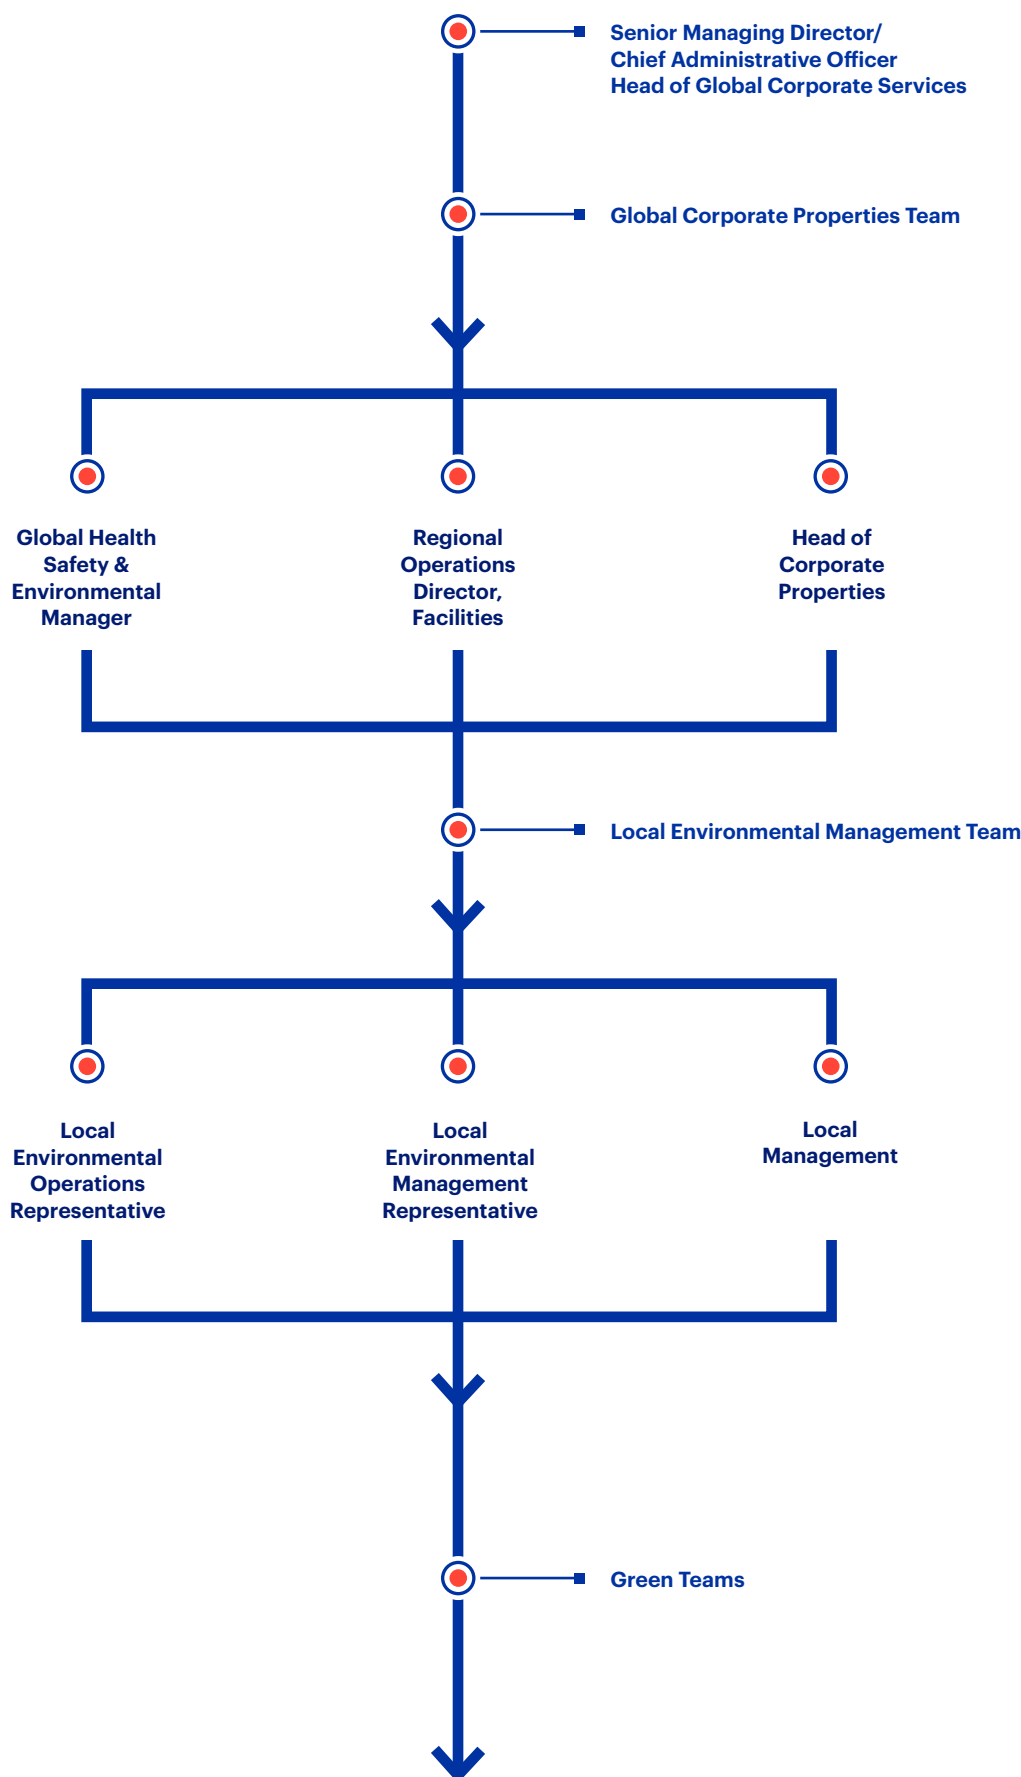 Senior Managing Director/
Chief Administrative Officer
Head of Global Corporate Services
Global Corporate Properties Team
Global Health
Safety &
Environmental
Manager
Regional
Operations
Director,
Facilities
Head of
Corporate
Properties
Local Environmental Management Team
Local
Environmental
Operations
Representative
Local
Environmental
Management
Representative
Local
Management
Green Teams